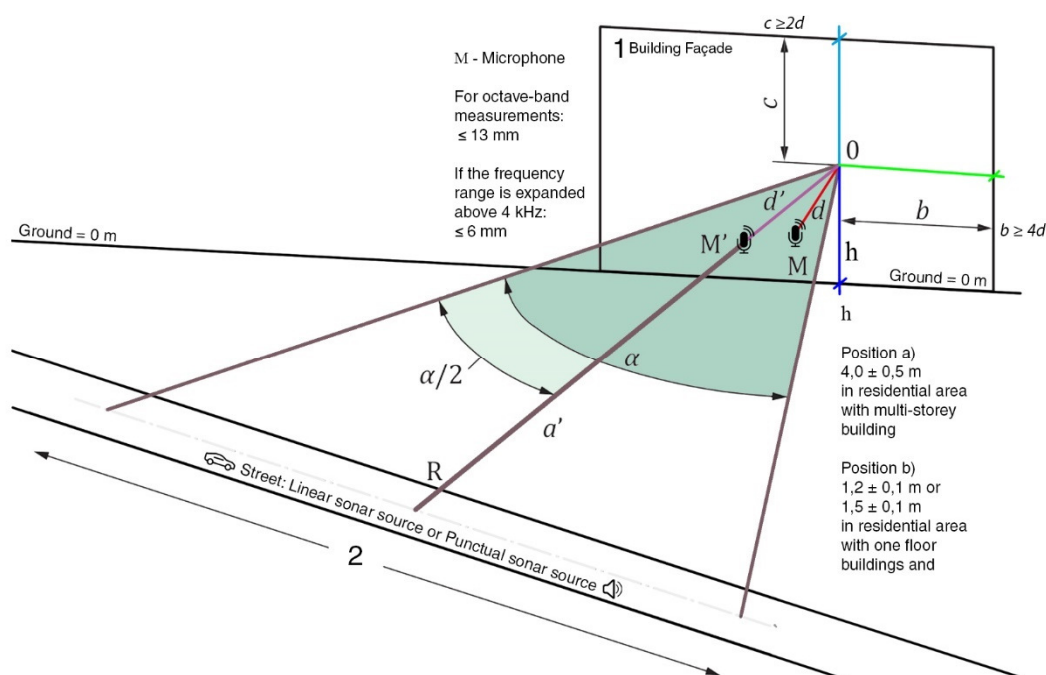 c ≥2d
1 Building Façade
M - Microphone
For octave-band
measurements:
≤ 13 mm
If the frequency
range is expanded
above 4 kHz:
≤ 6 mm
c
0
d'
d
b
b ≥ 4d
M'
M
h
Ground = 0 m
Ground = 0 m
h
α
α/2
a'
Position a)
4,0 ± 0,5 m
in residential area
with multi-storey
building
R
Position b)
1,2 ± 0,1 m or
1,5 ± 0,1 m
in residential area
with one floor
buildings and
Street: Linear sonar source or Punctual sonar source
2